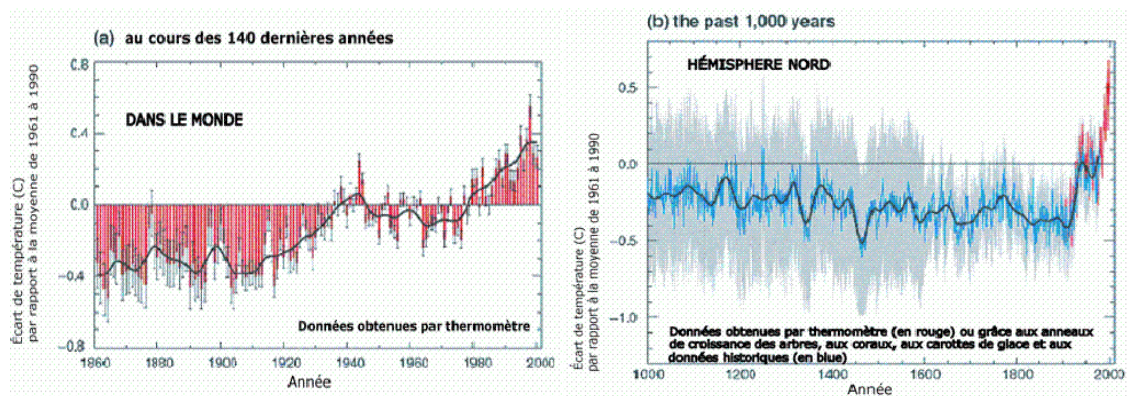 (a) au cours des 140 dernières années
Écart de température (C)
par rapport à la moyenne de 1961 à 1990
0.8
0.4
0.0
−0.4
−0.8
DANS LE MONDE
Données obtenues par thermomètre
1860 1880 1900 1920 1940 1960 1980 2000
Année
(b) the past 1,000 years
Écart de température (C)
par rapport à la moyenne de 1961 à 1990
0.5
0.0
−0.5
−1.0
HÉMISPHERE NORD
Données obtenues par thermomètre (en rouge) ou grâce aux anneaux
de croissance des arbres, aux coraux, aux carottes de glace et aux
données historiques (en blue)
1000 1200 1400 1600 1800 2000
Année